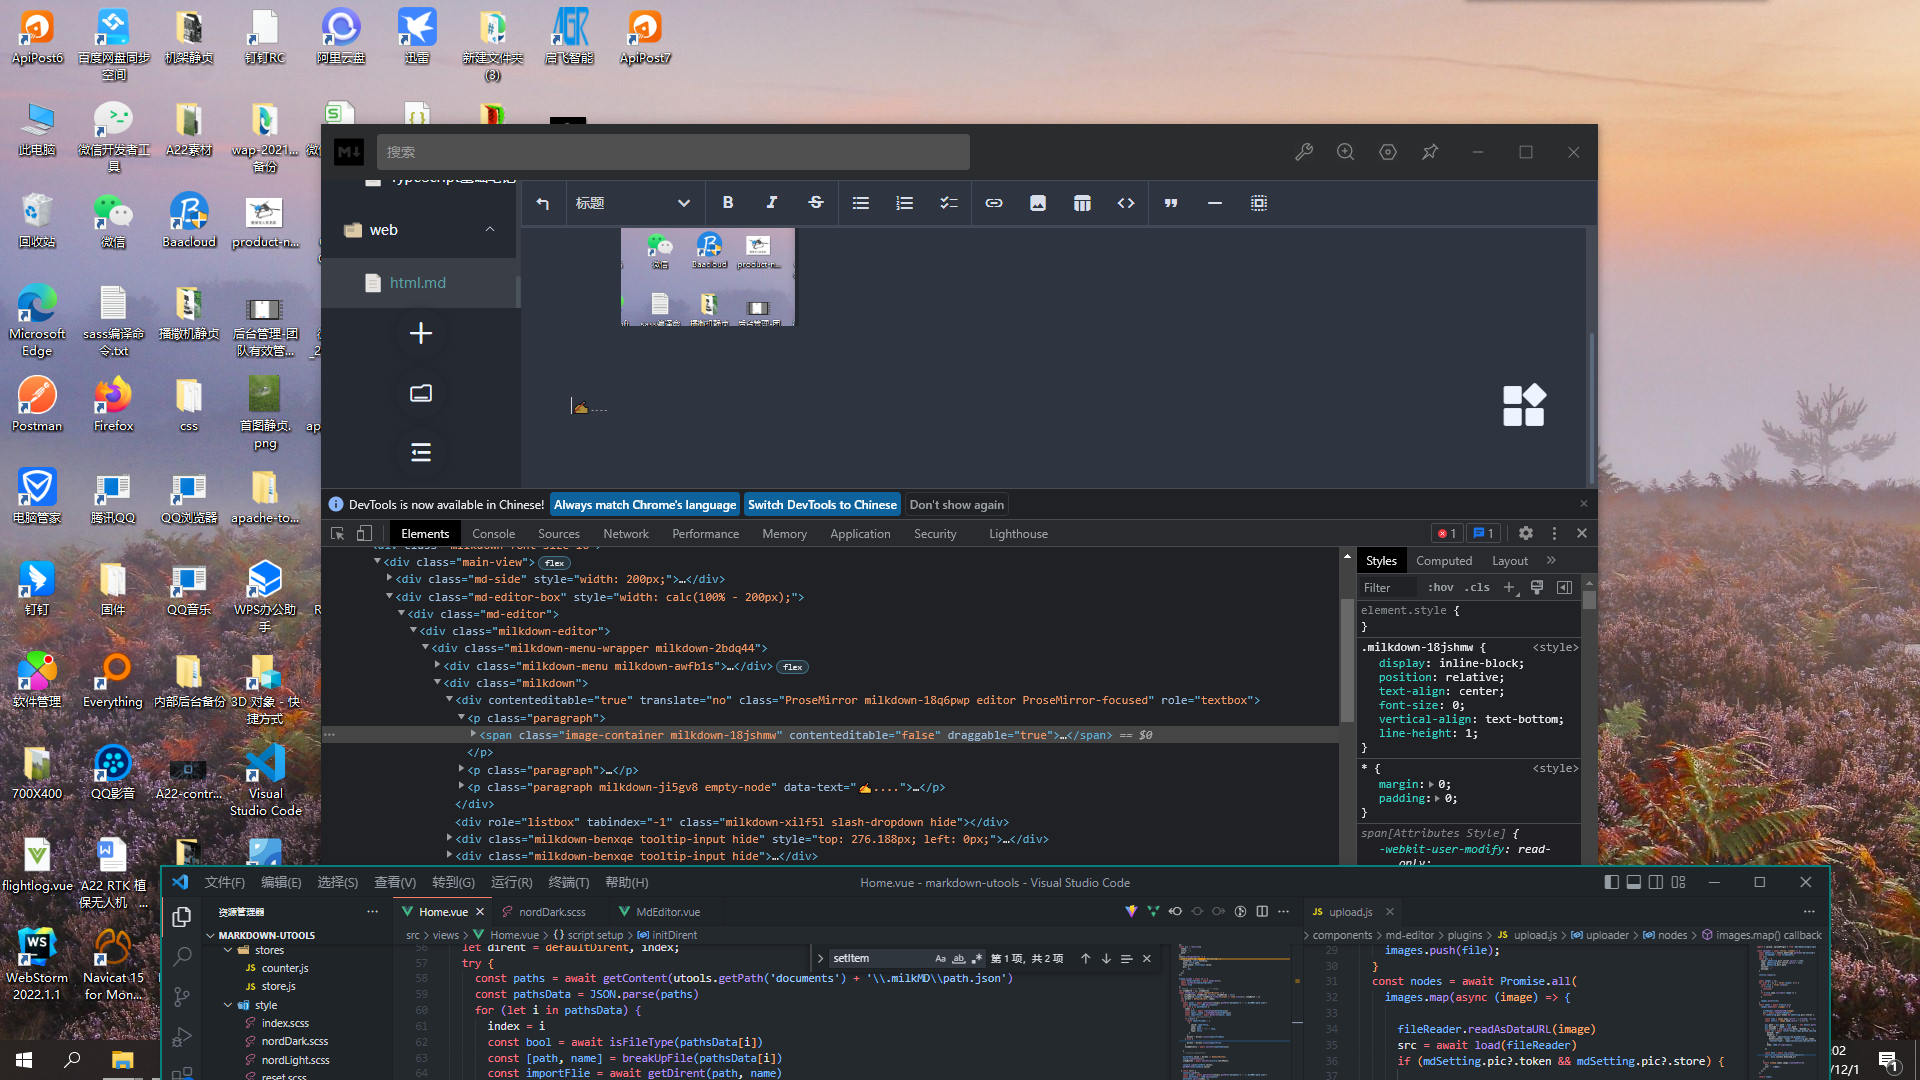 ApiPost6
百度网盘同步空间
机架静贞
钉钉RC
阿里云盘
迅雷
新建文件夹 (3)
启飞智能
ApiPost7
此电脑
微信开发者工具
A22素材
wap-2021... 备份
回收站
微信
Baacloud
product-n...
Microsoft Edge
sass编译命令.txt
播撒机静贞
后台管理-团队有效管...
Postman
Firefox
css
首图静贞.png
电脑管家
腾讯QQ
QQ浏览器
apache-to...
钉钉
固件
QQ音乐
WPS办公助手
软件管理
Everything
内部后台备份
3D 对象 - 快捷方式
700X400
QQ影音
A22-contr...
Visual Studio Code
flightlog.vue
A22 RTK 植保无人机 ...
WebStorm 2022.1.1
Navicat 15 for Mon...
搜索
web
html.md
标题
微信
Baacloud
product-n...
✍....
DevTools is now available in Chinese!
Always match Chrome's language
Switch DevTools to Chinese
Don't show again
Elements
Console
Sources
Network
Performance
Memory
Application
Security
Lighthouse
1
1
<div class="main-view"> flex
<div class="md-side" style="width: 200px;">…</div>
<div class="md-editor-box" style="width: calc(100% - 200px);">
<div class="md-editor">
<div class="milkdown-editor">
<div class="milkdown-menu-wrapper milkdown-2bdq44">
<div class="milkdown-menu milkdown-awfb1s">…</div> flex
<div class="milkdown">
<div contenteditable="true" translate="no" class="ProseMirror milkdown-18q6pwp editor ProseMirror-focused" role="textbox">
<p class="paragraph">
<span class="image-container milkdown-18jshmw" contenteditable="false" draggable="true">…</span> == $0
</p>
<p class="paragraph">…</p>
<p class="paragraph milkdown-ji5gv8 empty-node" data-text="✍....">…</p>
</div>
<div role="listbox" tabindex="-1" class="milkdown-xilf5l slash-dropdown hide"></div>
<div class="milkdown-benxqe tooltip-input hide" style="top: 276.188px; left: 0px;">…</div>
<div class="milkdown-benxqe tooltip-input hide">…</div>
Styles
Computed
Layout
Filter
:hov
.cls
element.style {
}
.milkdown-18jshmw { <style>
display: inline-block;
position: relative;
text-align: center;
font-size: 0;
vertical-align: text-bottom;
line-height: 1;
}
* { <style>
margin: 0;
padding: 0;
}
span[Attributes Style] {
-webkit-user-modify: read-only;
文件(F)
编辑(E)
选择(S)
查看(V)
转到(G)
运行(R)
终端(T)
帮助(H)
Home.vue - markdown-utools - Visual Studio Code
资源管理器
MARKDOWN-UTOOLS
stores
counter.js
store.js
style
index.scss
nordDark.scss
nordLight.scss
reset.scss
Home.vue
nordDark.scss
MdEditor.vue
src > views > Home.vue > {} script setup > initDirent
setItem
Aa
ab
第 1 项，共 2 项
56 let dirent = defaultDirent, index;
57 try {
58 const paths = await getContent(utools.getPath('documents') + '\\.milkMD\\path.json')
59 const pathsData = JSON.parse(paths)
60 for (let i in pathsData) {
61 index = i
62 const bool = await isFileType(pathsData[i])
63 const [path, name] = breakUpFile(pathsData[i])
64 const importFlie = await getDirent(path, name)
JS upload.js
components > md-editor > plugins > JS upload.js > uploader > nodes > images.map() callback
29 images.push(file);
30 }
31 const nodes = await Promise.all(
32 images.map(async (image) => {
33
34 fileReader.readAsDataURL(image)
35 src = await load(fileReader)
36 if (mdSetting.pic?.token && mdSetting.pic?.store) {
37
:02
/12/1
1